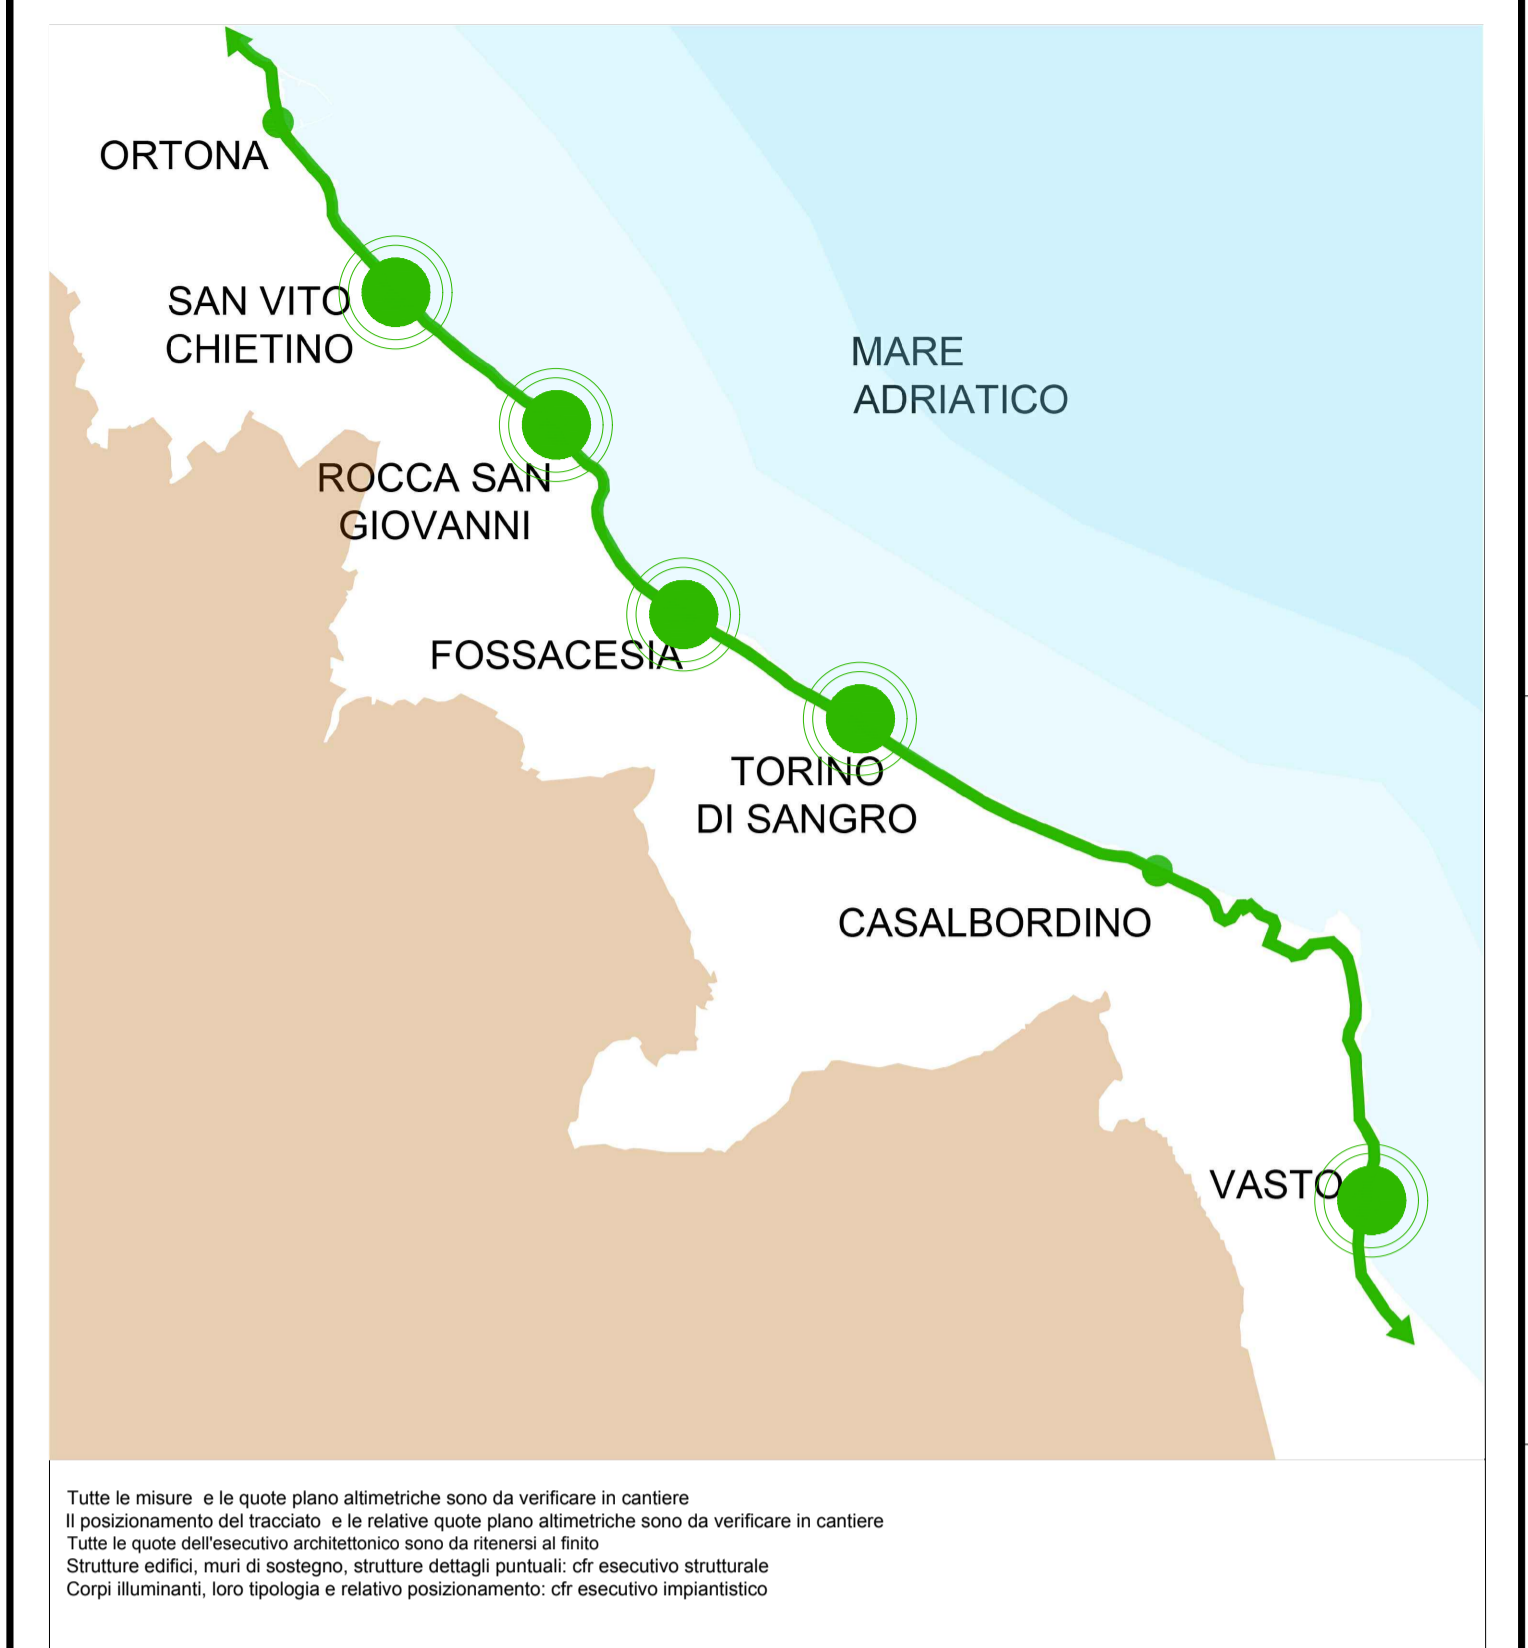 ORTONA
SAN VITO
CHIETINO
MARE
ADRIATICO
ROCCA SAN
GIOVANNI
FOSSACESIA
TORINO
DI SANGRO
CASALBORDINO
VASTO
Tutte le misure e le quote plano altimetriche sono da verificare in cantiere
Il posizionamento del tracciato e le relative quote plano altimetriche sono da verificare in cantiere
Tutte le quote dell'esecutivo architettonico sono da ritenersi al finito
Strutture edifici, muri di sostegno, strutture dettagli puntuali: cfr esecutivo strutturale
Corpi illuminanti, loro tipologia e relativo posizionamento: cfr esecutivo impiantistico